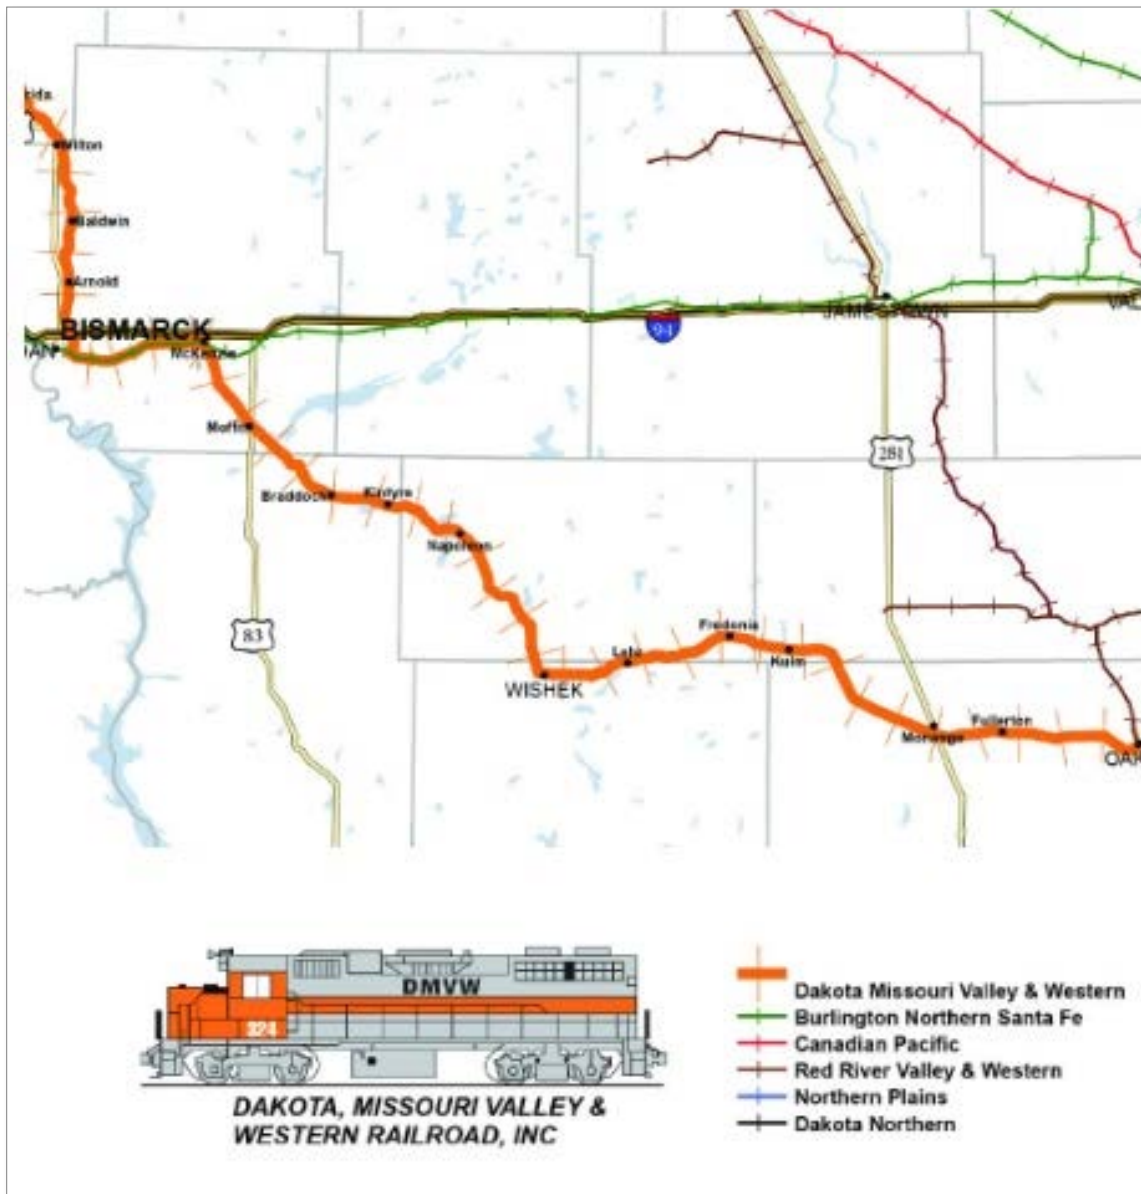 Wilton
Baldwin
Arnold
BISMARCK
McKenzie
94
JAMESTOWN
Moffit
281
Braddock
Kintyre
Napoleon
83
Fredonia
Lehr
Kulm
WISHEK
Monango
Fullerton
DMVW
324
DAKOTA, MISSOURI VALLEY &
WESTERN RAILROAD, INC
Dakota Missouri Valley & Western
Burlington Northern Santa Fe
Canadian Pacific
Red River Valley & Western
Northern Plains
Dakota Northern